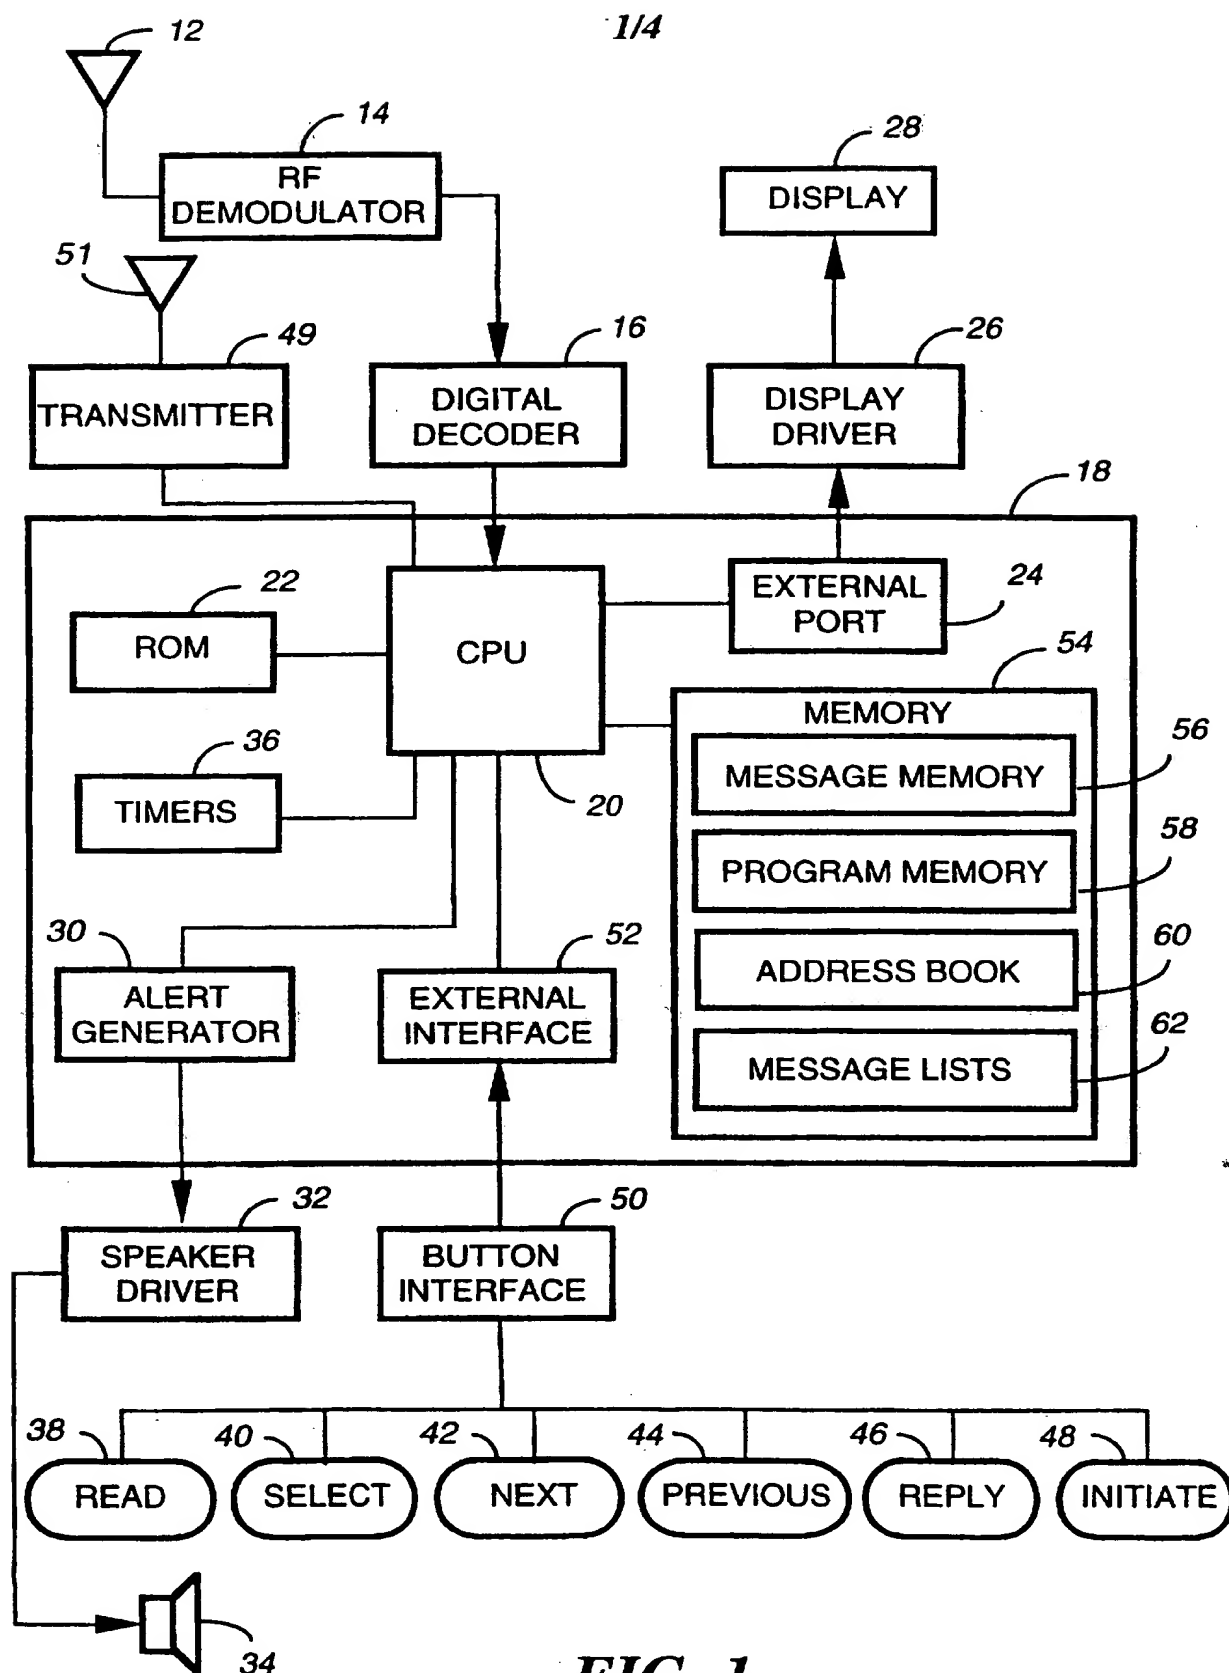 1/4
12
14
RF
DEMODULATOR
28
DISPLAY
51
49
TRANSMITTER
16
DIGITAL
DECODER
26
DISPLAY
DRIVER
18
22
ROM
CPU
20
EXTERNAL
PORT
24
54
MEMORY
MESSAGE MEMORY
56
36
TIMERS
PROGRAM MEMORY
58
30
ALERT
GENERATOR
52
EXTERNAL
INTERFACE
ADDRESS BOOK
60
MESSAGE LISTS
62
32
SPEAKER
DRIVER
50
BUTTON
INTERFACE
38
READ
40
SELECT
42
NEXT
44
PREVIOUS
46
REPLY
48
INITIATE
34
FIG. 1